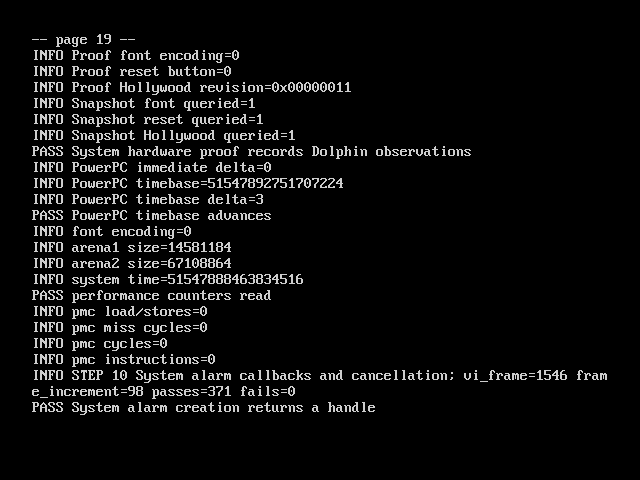 -- page 19 --
INFO Proof font encoding=0
INFO Proof reset button=0
INFO Proof Hollywood revision=0x00000011
INFO Snapshot font queried=1
INFO Snapshot reset queried=1
INFO Snapshot Hollywood queried=1
PASS System hardware proof records Dolphin observations
INFO PowerPC immediate delta=0
INFO PowerPC timebase=51547892751707224
INFO PowerPC timebase delta=3
PASS PowerPC timebase advances
INFO font encoding=0
INFO arena1 size=14581184
INFO arena2 size=67108864
INFO system time=51547888463834516
PASS performance counters read
INFO pmc load/stores=0
INFO pmc miss cycles=0
INFO pmc cycles=0
INFO pmc instructions=0
INFO STEP 10 System alarm callbacks and cancellation; vi_frame=1546 fram
e_increment=98 passes=371 fails=0
PASS System alarm creation returns a handle